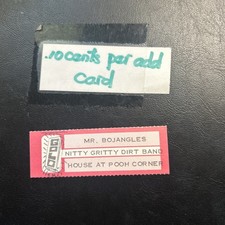 .10 cents per add
card
MR. BOJANGLES
NITTY GRITTY DIRT BAND
HOUSE AT POOH CORNER